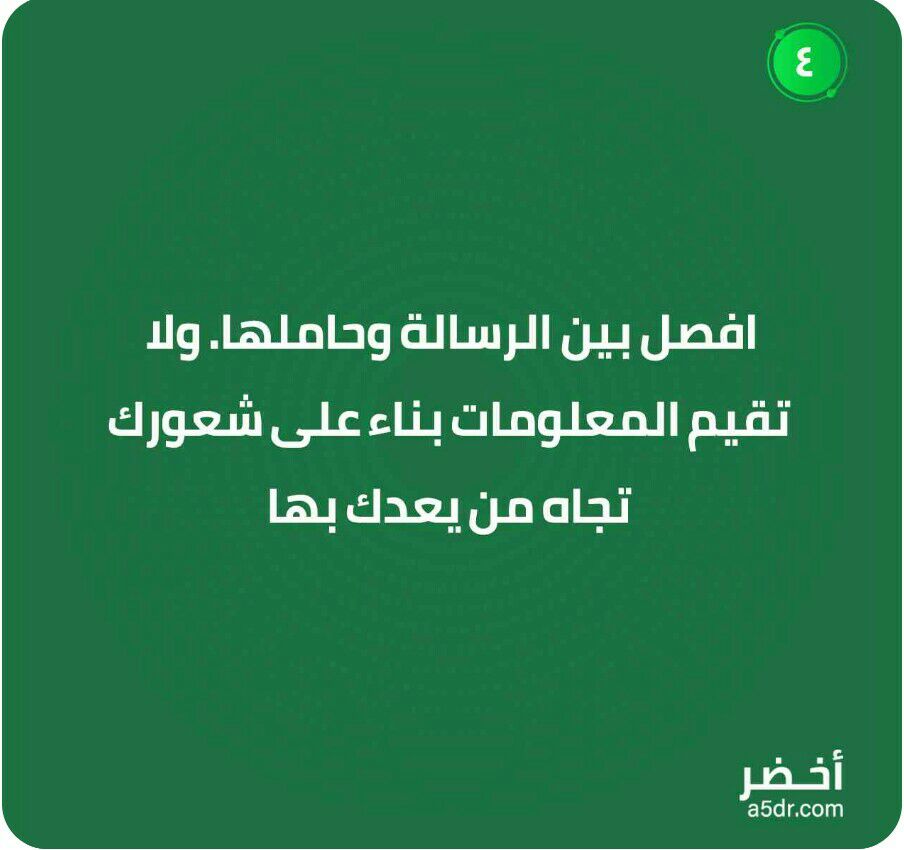 ٤
افصل بين الرسالة وحاملها. ولا
تقيم المعلومات بناء على شعورك
تجاه من يعدك بها
أخضر
a5dr.com